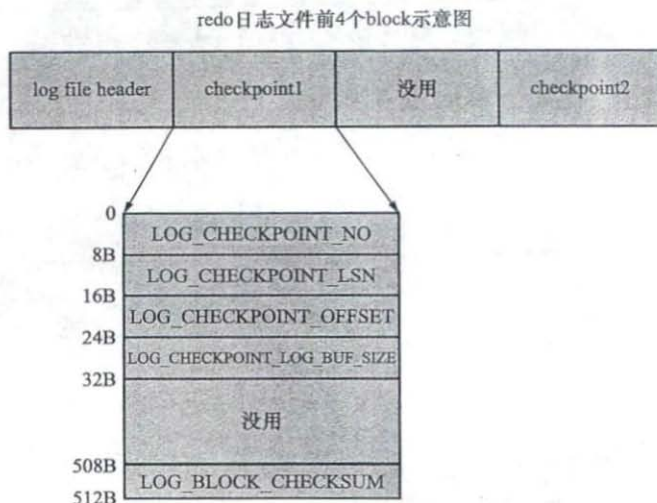 redo日志文件前4个block示意图
log file header checkpoint1 没用 checkpoint2
0
LOG_CHECKPOINT_NO
8B
LOG_CHECKPOINT_LSN
16B
LOG_CHECKPOINT_OFFSET
24B
LOG_CHECKPOINT_LOG_BUF_SIZE
32B
没用
508B
LOG_BLOCK_CHECKSUM
512B